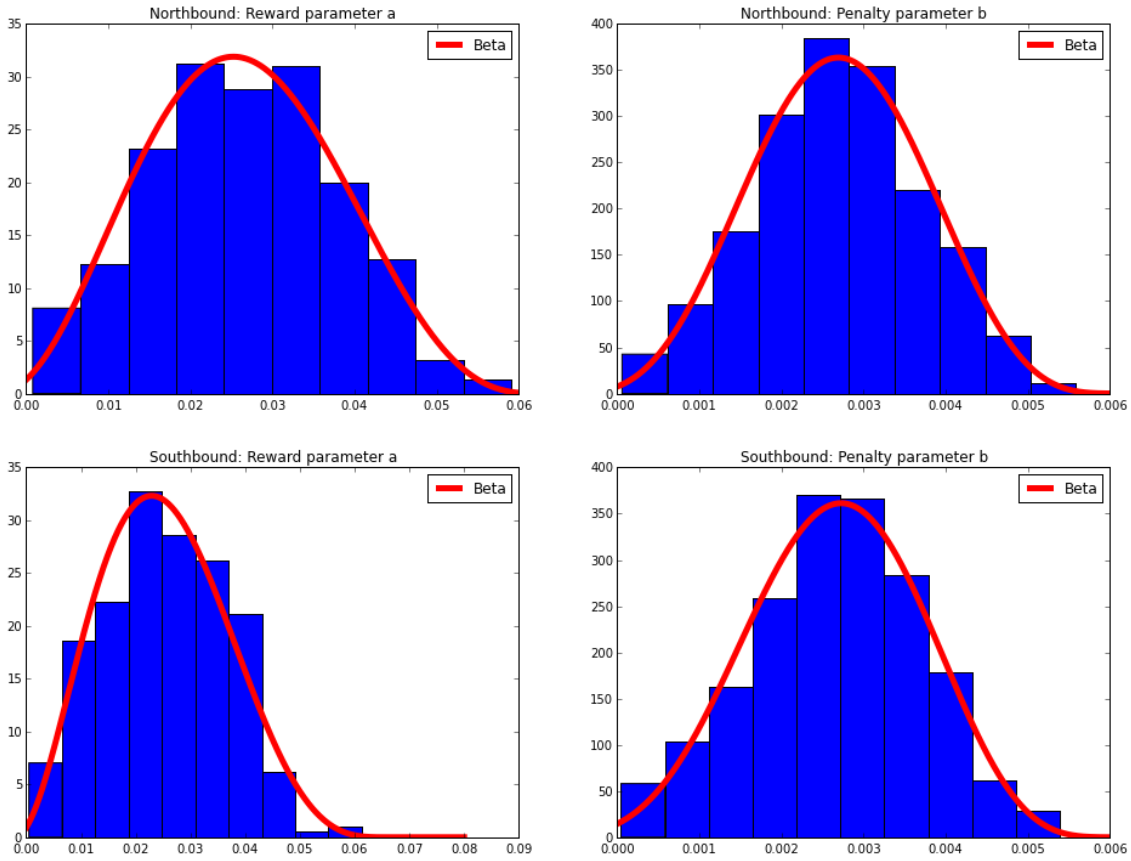 Northbound: Reward parameter a
35
30
25
20
15
10
5
0
Beta
0.00 0.01 0.02 0.03 0.04 0.05 0.06
Northbound: Penalty parameter b
400
350
300
250
200
150
100
50
0
Beta
0.000 0.001 0.002 0.003 0.004 0.005 0.006
Southbound: Reward parameter a
35
30
25
20
15
10
5
0
Beta
0.00 0.01 0.02 0.03 0.04 0.05 0.06 0.07 0.08 0.09
Southbound: Penalty parameter b
400
350
300
250
200
150
100
50
0
Beta
0.000 0.001 0.002 0.003 0.004 0.005 0.006